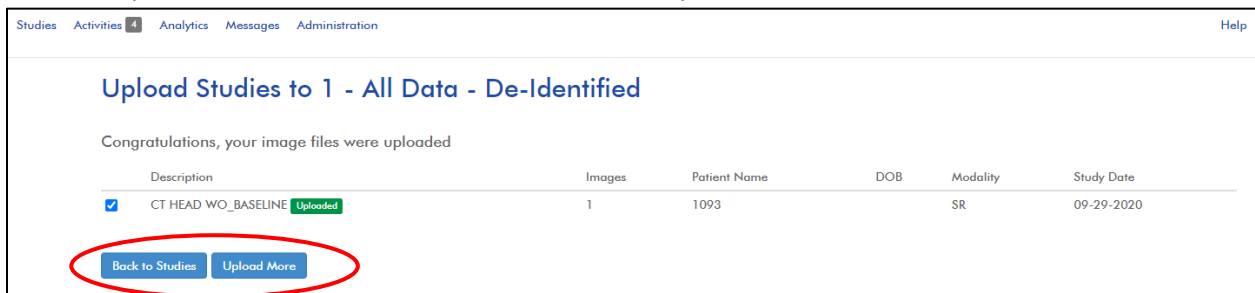 Studies Activities 4 Analytics Messages Administration Help
Upload Studies to 1 - All Data - De-Identified
Congratulations, your image files were uploaded
Description Images Patient Name DOB Modality Study Date
CT HEAD WO_BASELINE Uploaded 1 1093 SR 09-29-2020
Back to Studies Upload More